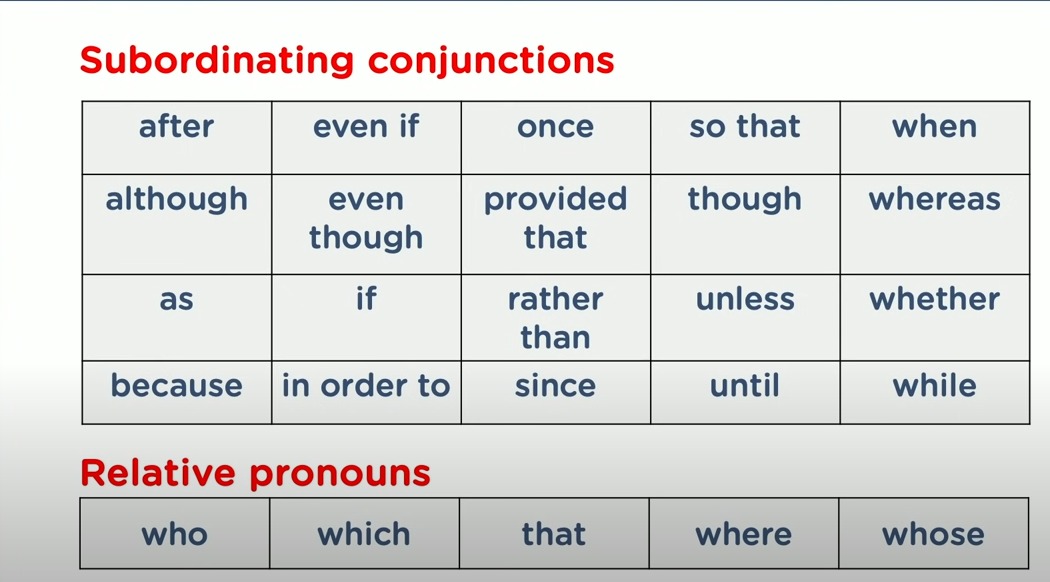 Subordinating conjunctions
after even if once so that when
although even provided though whereas
though that
as if rather unless whether
than
because in order to since until while
Relative pronouns
who which that where whose